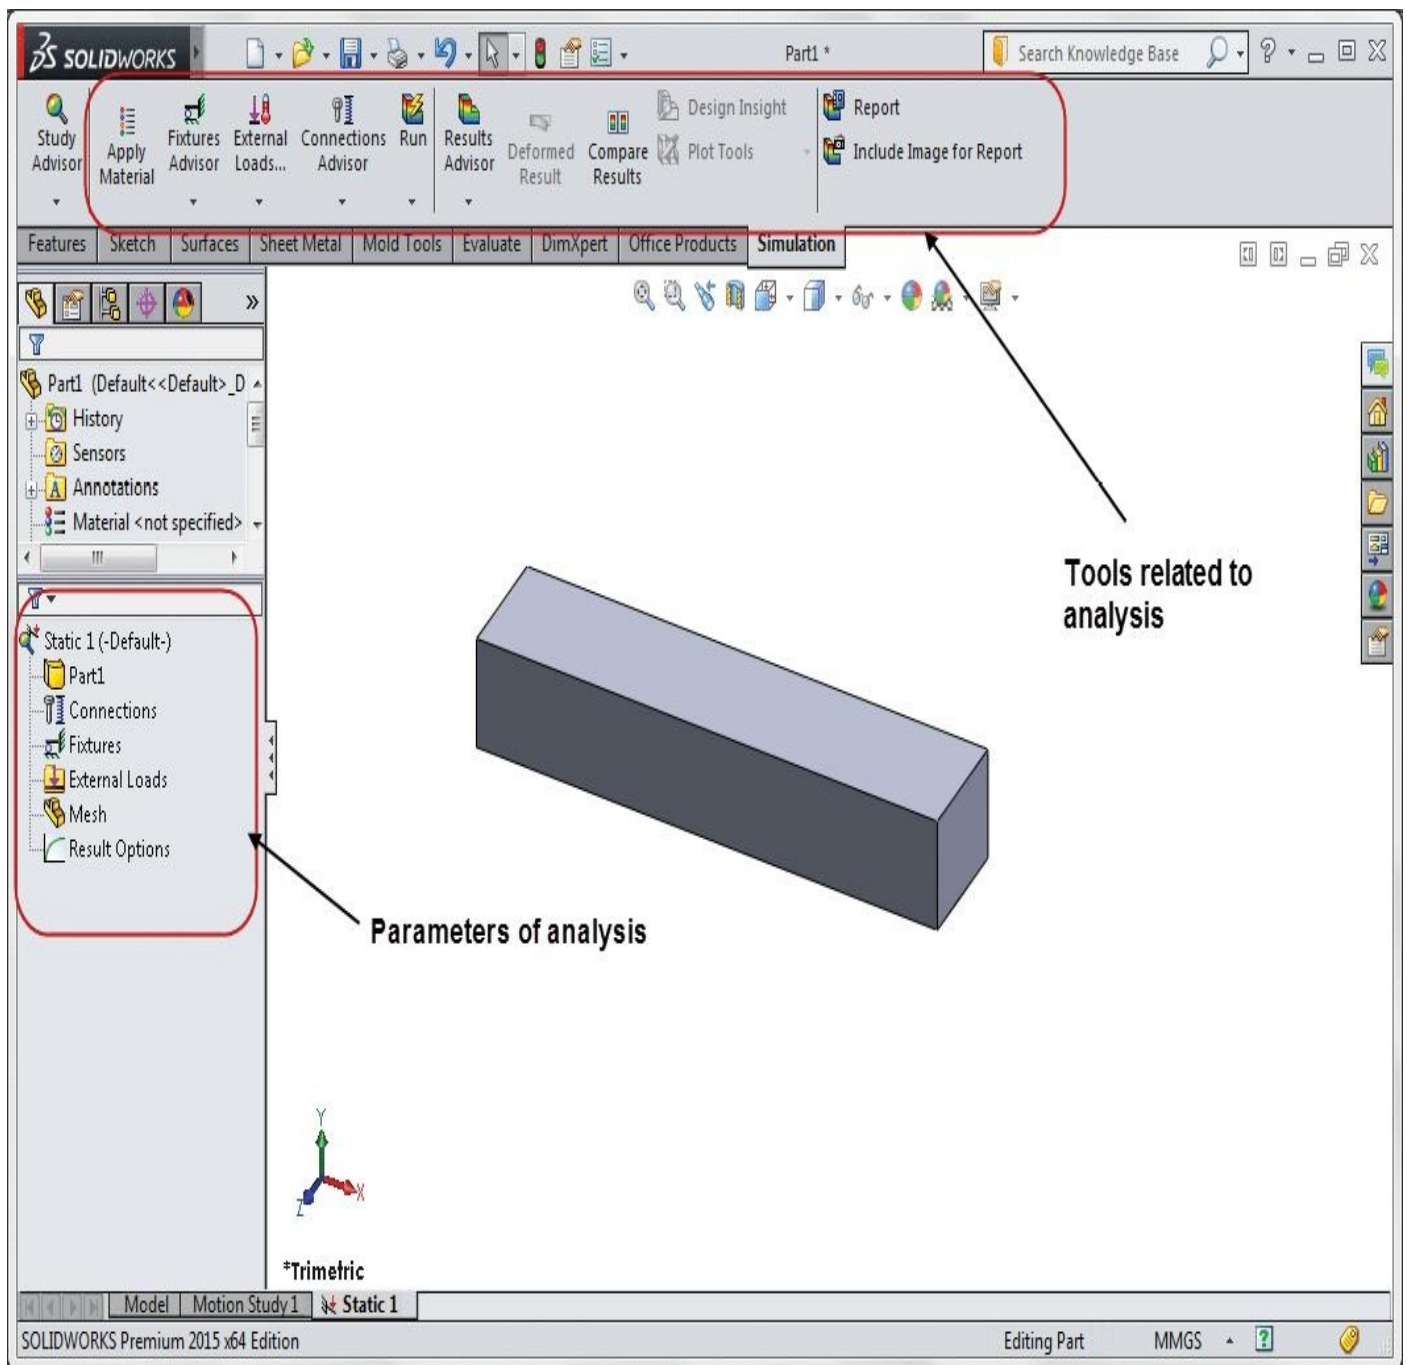 SOLIDWORKS
Part1 *
Search Knowledge Base
Study Advisor
Apply Material
Fixtures Advisor
External Loads...
Connections Advisor
Run
Results Advisor
Deformed Result
Compare Results
Design Insight
Plot Tools
Report
Include Image for Report
Features Sketch Surfaces Sheet Metal Mold Tools Evaluate DimXpert Office Products Simulation
Part1 (Default<<Default>_D
History
Sensors
Annotations
Material <not specified>
Static 1 (-Default-)
Part1
Connections
Fixtures
External Loads
Mesh
Result Options
Tools related to
analysis
Parameters of analysis
Y
X
Z
*Trimetric
Model Motion Study 1 Static 1
SOLIDWORKS Premium 2015 x64 Edition Editing Part MMGS